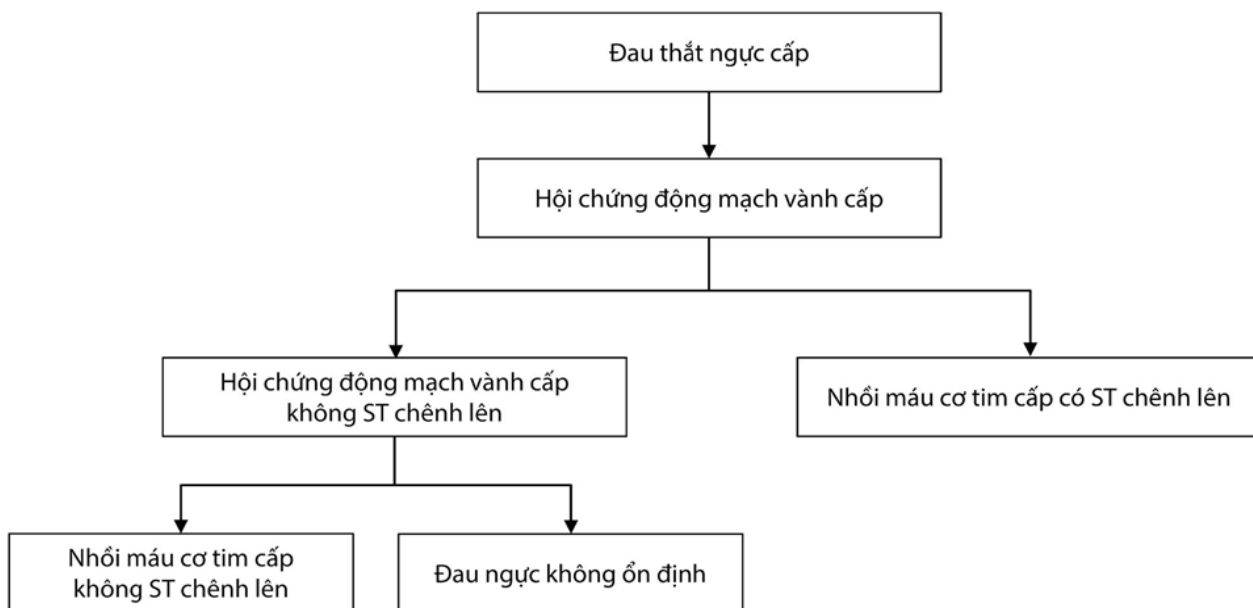 Đau thắt ngực cấp
Hội chứng động mạch vành cấp
Hội chứng động mạch vành cấp
không ST chênh lên
Nhồi máu cơ tim cấp có ST chênh lên
Nhồi máu cơ tim cấp
không ST chênh lên
Đau ngực không ổn định